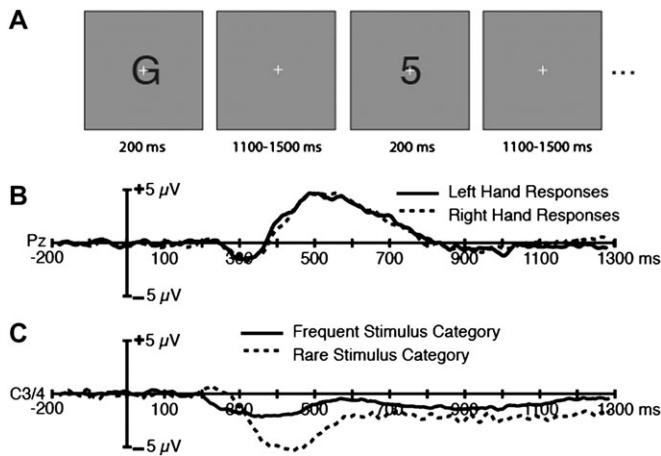 A
G
5
...
200 ms
1100-1500 ms
200 ms
1100-1500 ms
B
+5 µV
Left Hand Responses
Right Hand Responses
Pz
-200
100
300
500
700
900
1100
1300 ms
–5 µV
C
+5 µV
Frequent Stimulus Category
Rare Stimulus Category
C3/4
-200
100
300
500
700
900
1100
1300 ms
–5 µV